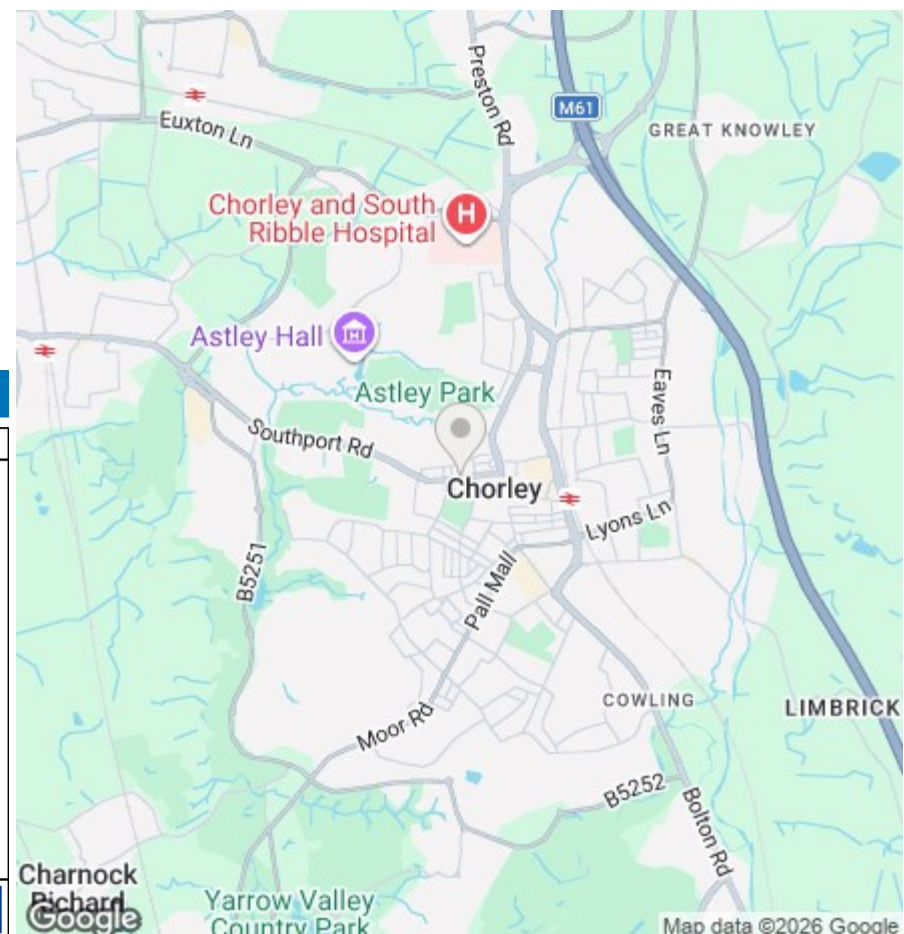 Preston Rd
M61
GREAT KNOWLEY
Euxton Ln
Chorley and South
Ribble Hospital
H
Astley Hall
Astley Park
Eaves Ln
Southport Rd
Chorley
Lyons Ln
B5251
Pall Mall
COWLING
LIMBRICK
Moor Rd
B5252
Bolton Rd
Charnock
Richard
Yarrow Valley
Country Park
Google
Map data ©2026 Google